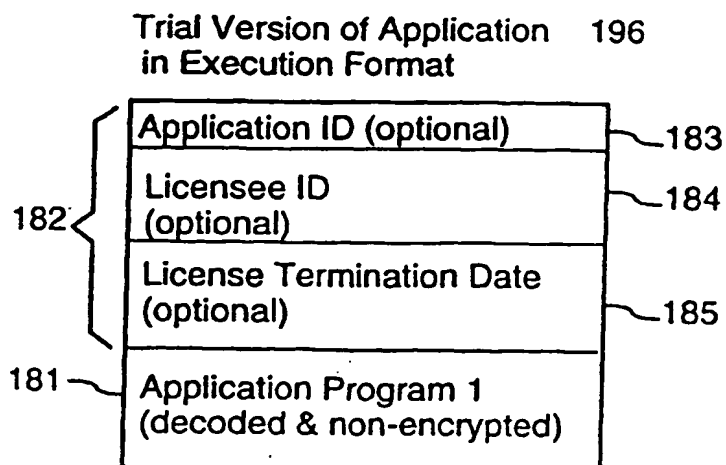 Trial Version of Application 196
in Execution Format
Application ID (optional)
183
Licensee ID
(optional)
184
182
License Termination Date
(optional)
185
181
Application Program 1
(decoded & non-encrypted)